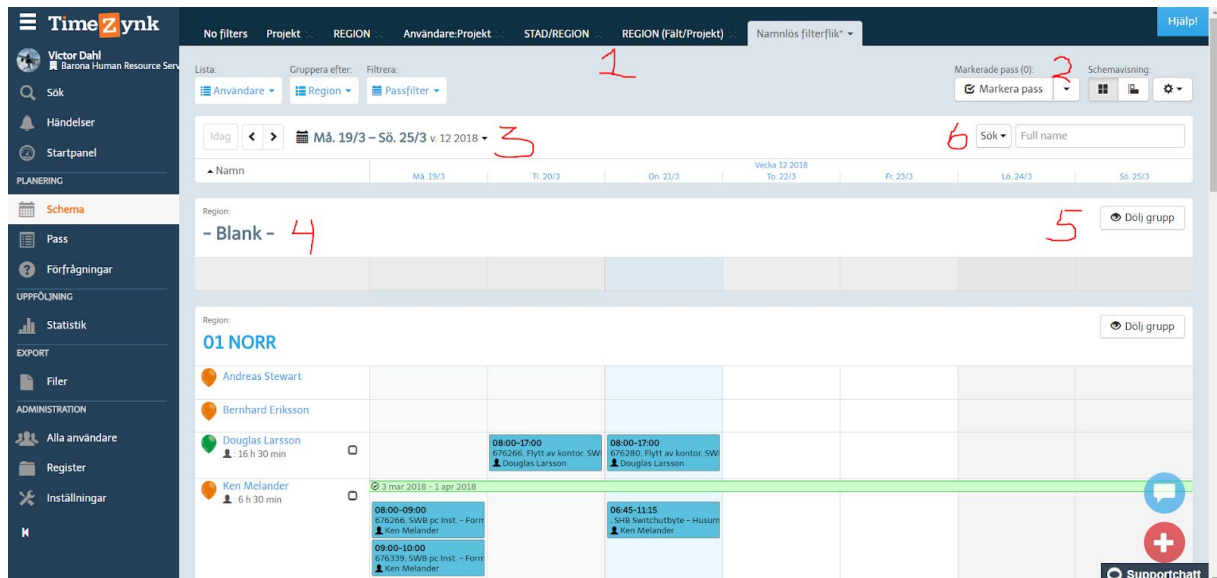 TimeZynk
Victor Dahl
Barona Human Resource Serv
Sök
Händelser
Startpanel
PLANERING
Schema
Pass
Förfrågningar
UPPFÖLJNING
Statistik
EXPORT
Filer
ADMINISTRATION
Alla användare
Register
Inställningar
No filters Projekt REGION Användare:Projekt STAD/REGION REGION (Fält/Projekt) Namnlös filterflik* Hjälp!
1
Lista: Gruppera efter: Filtrera: Markerade pass (0): 2 Schemavisning:
Användare Region Passfilter Markera pass
Idag Må. 19/3 – Sö. 25/3 v. 12 2018 3 6 Sök Full name
Namn
Vecka 12 2018
Må. 19/3 Ti. 20/3 On. 21/3 To. 22/3 Fr. 23/3 Lö. 24/3 Sö. 25/3
Region:
- Blank - 4 5 Dölj grupp
Region:
01 NORR Dölj grupp
Andreas Stewart
Bernhard Eriksson
Douglas Larsson
: 16 h 30 min
08:00-17:00
676266, Flytt av kontor, SW
Douglas Larsson
08:00-17:00
676280, Flytt av kontor, SW
Douglas Larsson
Ken Melander
: 6 h 30 min
3 mar 2018 - 1 apr 2018
08:00-09:00
676266, SWB pc Inst. - Form
Ken Melander
06:45-11:15
, SHB Switchutbyte - Husum
Ken Melander
09:00-10:00
676339, SWB pc Inst. - Form
Ken Melander
Supportchatt